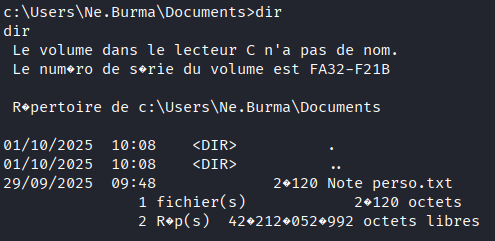 c:\Users\Ne.Burma\Documents>dir
dir
 Le volume dans le lecteur C n'a pas de nom.
 Le num�ro de s�rie du volume est FA32-F21B

 R�pertoire de c:\Users\Ne.Burma\Documents

01/10/2025  10:08    <DIR>          .
01/10/2025  10:08    <DIR>          ..
29/09/2025  09:48             2�120 Note perso.txt
               1 fichier(s)            2�120 octets
               2 R�p(s)  42�212�052�992 octets libres